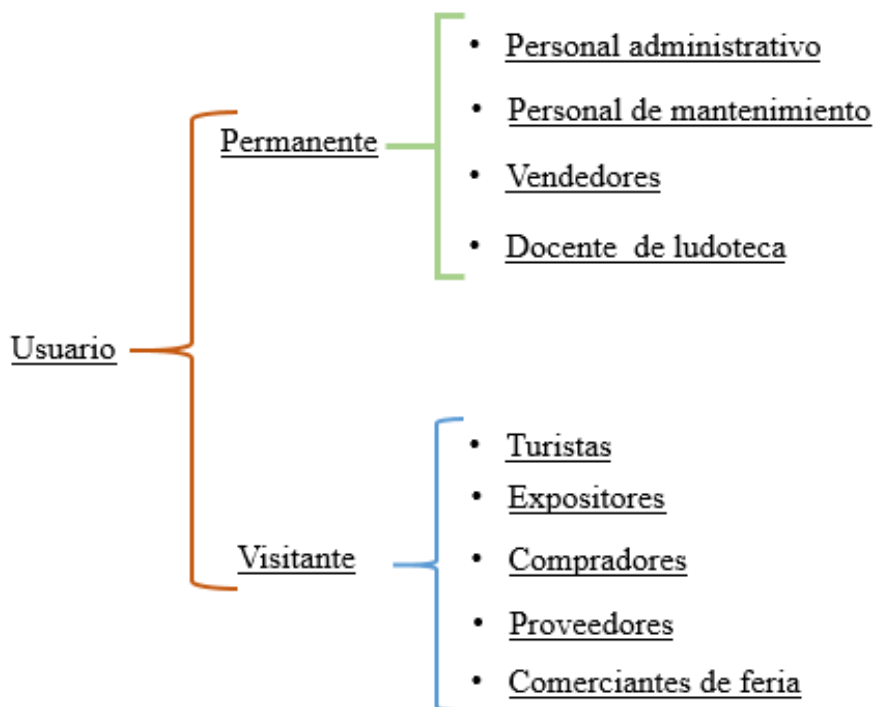 • Personal administrativo
• Personal de mantenimiento
Permanente
• Vendedores
• Docente de ludoteca
Usuario
• Turistas
• Expositores
Visitante
• Compradores
• Proveedores
• Comerciantes de feria